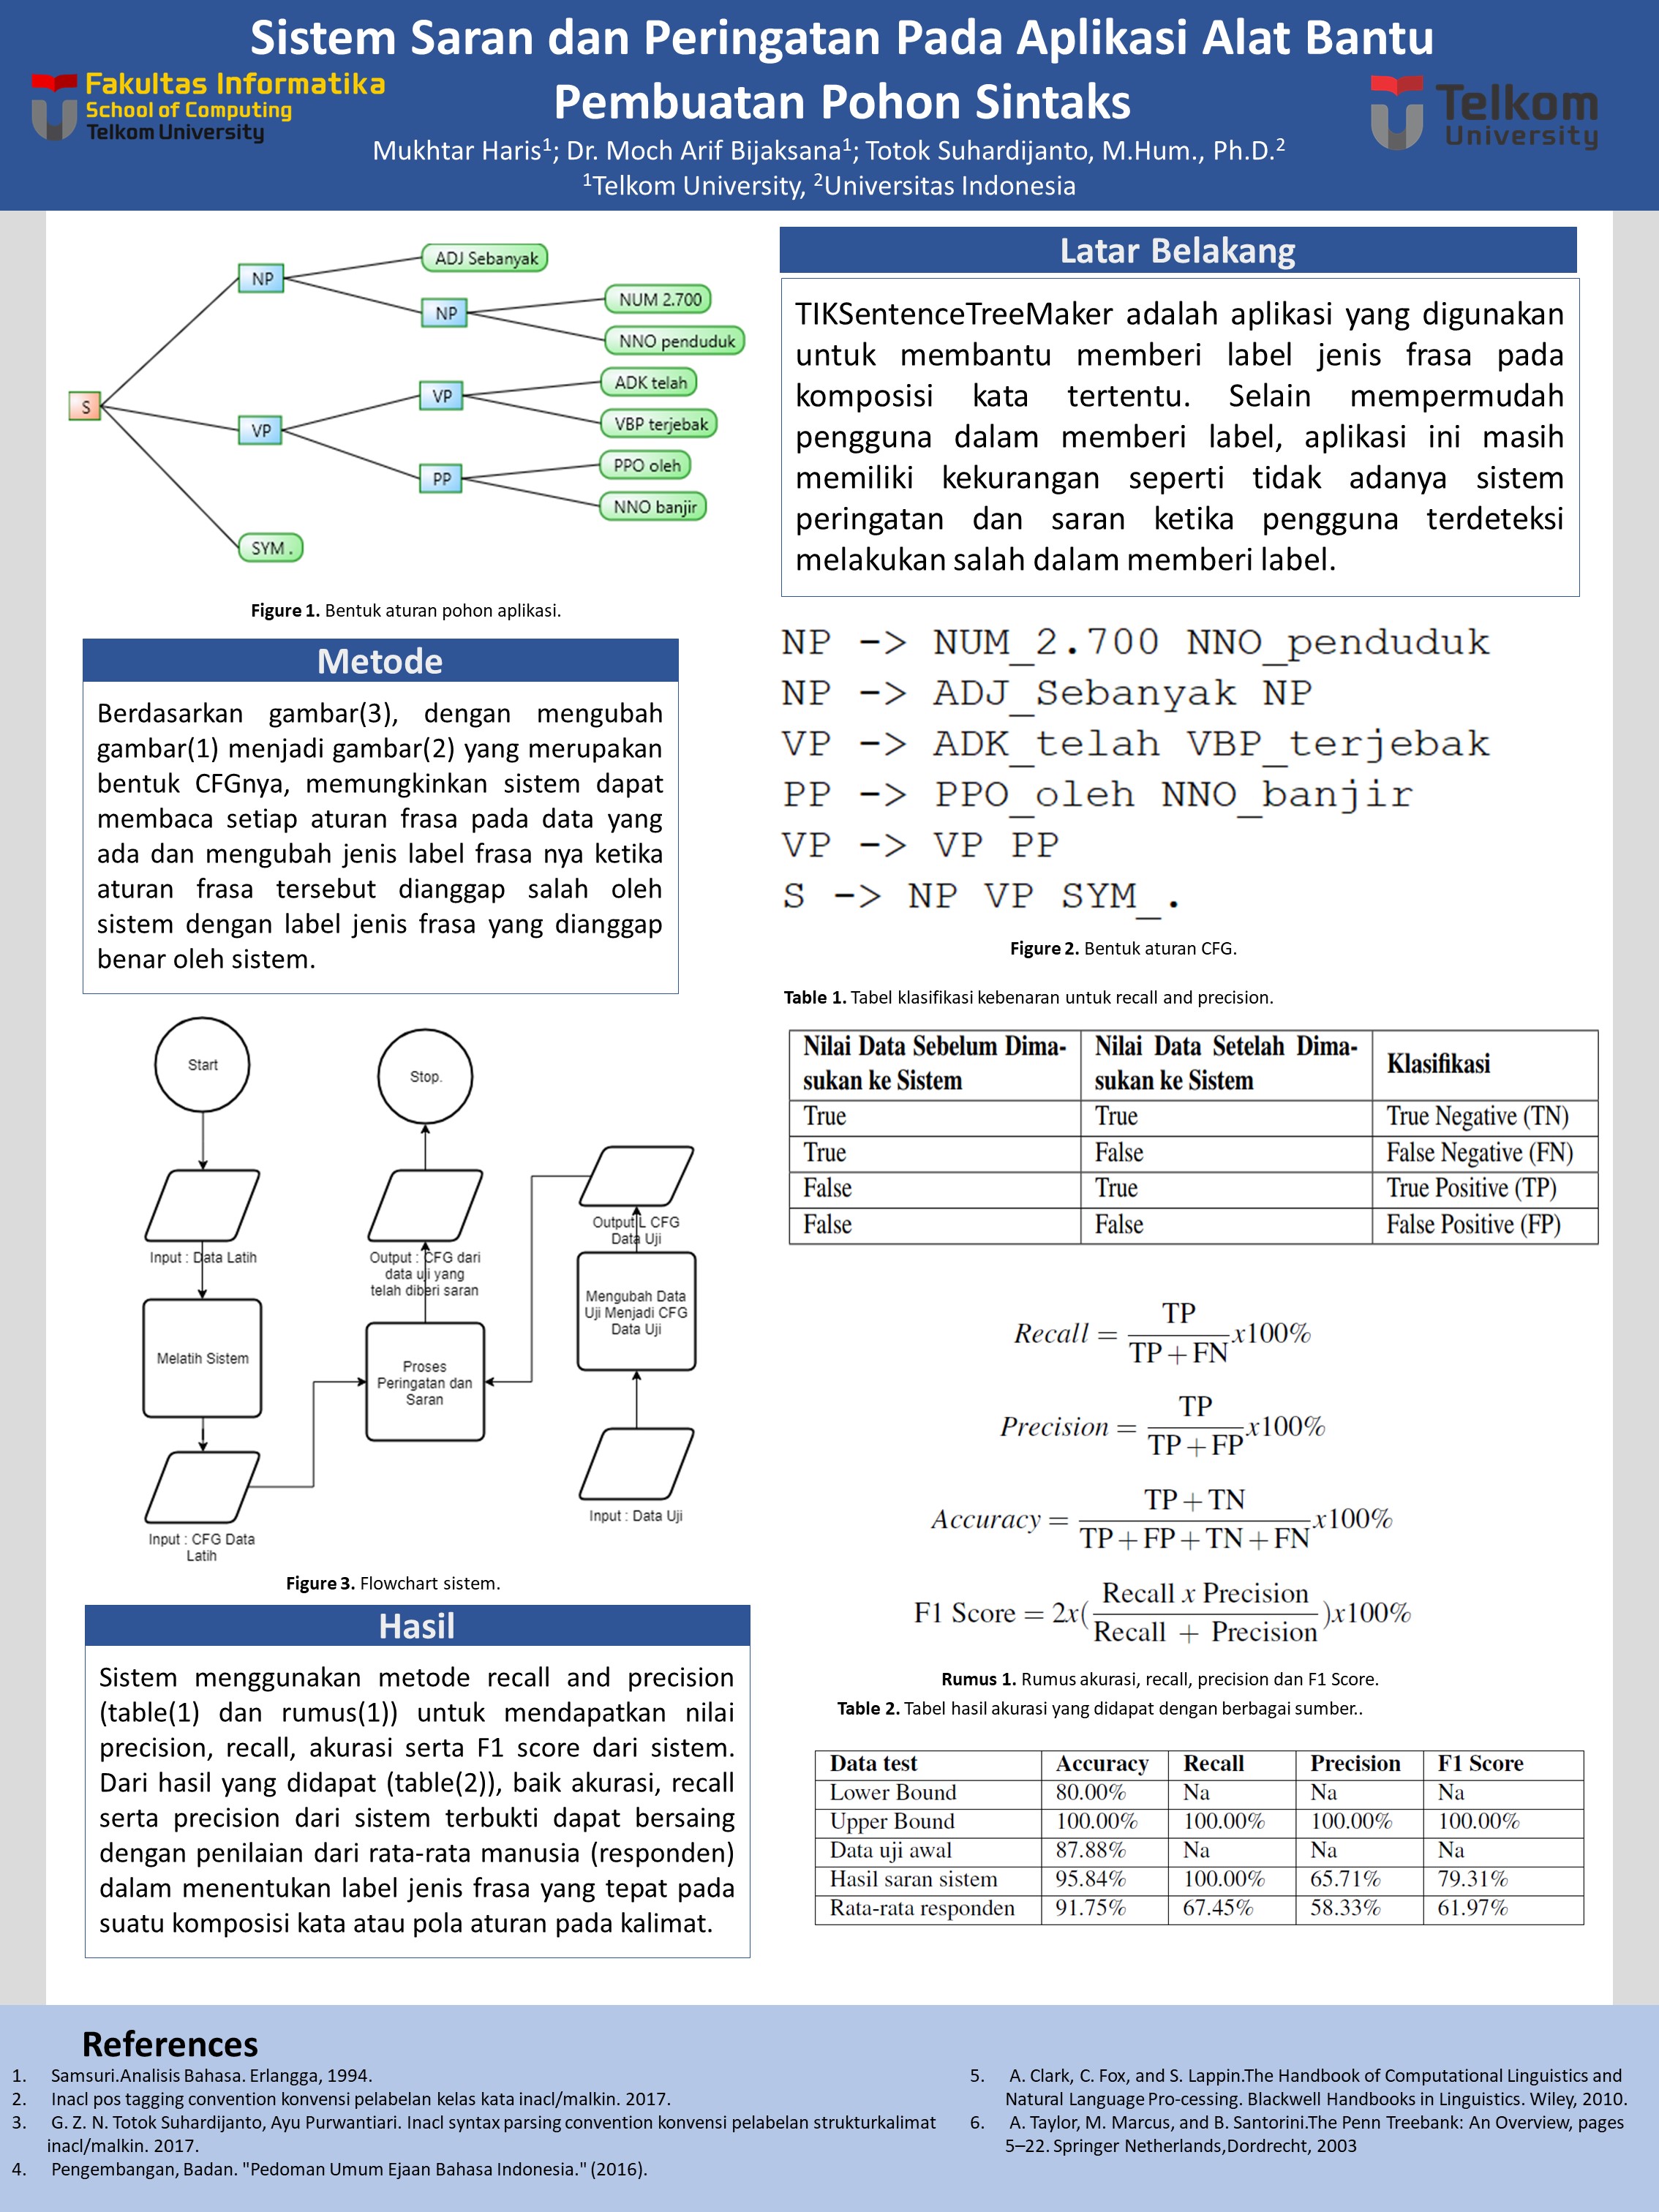 Sistem Saran dan Peringatan Pada Aplikasi Alat Bantu
Pembuatan Pohon Sintaks
Fakultas Informatika
School of Computing
Telkom University
Telkom
University
Mukhtar Haris1; Dr. Moch Arif Bijaksana1; Totok Suhardijanto, M.Hum., Ph.D.2
1Telkom University, 2Universitas Indonesia
S
NP
ADJ Sebanyak
NP
NUM 2.700
NNO penduduk
VP
VP
ADK telah
VBP terjebak
PP
PPO oleh
NNO banjir
SYM .
Figure 1. Bentuk aturan pohon aplikasi.
Metode
Berdasarkan gambar(3), dengan mengubah
gambar(1) menjadi gambar(2) yang merupakan
bentuk CFGnya, memungkinkan sistem dapat
membaca setiap aturan frasa pada data yang
ada dan mengubah jenis label frasa nya ketika
aturan frasa tersebut dianggap salah oleh
sistem dengan label jenis frasa yang dianggap
benar oleh sistem.
Start
Input : Data Latih
Melatih Sistem
Input : CFG Data
Latih
Stop.
Output : CFG dari
data uji yang
telah diberi saran
Proses
Peringatan dan
Saran
Output L CFG
Data Uji
Mengubah Data
Uji Menjadi CFG
Data Uji
Input : Data Uji
Figure 3. Flowchart sistem.
Hasil
Sistem menggunakan metode recall and precision
(table(1) dan rumus(1)) untuk mendapatkan nilai
precision, recall, akurasi serta F1 score dari sistem.
Dari hasil yang didapat (table(2)), baik akurasi, recall
serta precision dari sistem terbukti dapat bersaing
dengan penilaian dari rata-rata manusia (responden)
dalam menentukan label jenis frasa yang tepat pada
suatu komposisi kata atau pola aturan pada kalimat.
Latar Belakang
TIKSentenceTreeMaker adalah aplikasi yang digunakan
untuk membantu memberi label jenis frasa pada
komposisi kata tertentu. Selain mempermudah
pengguna dalam memberi label, aplikasi ini masih
memiliki kekurangan seperti tidak adanya sistem
peringatan dan saran ketika pengguna terdeteksi
melakukan salah dalam memberi label.
NP -> NUM_2.700 NNO_penduduk
NP -> ADJ_Sebanyak NP
VP -> ADK_telah VBP_terjebak
PP -> PPO_oleh NNO_banjir
VP -> VP PP
S -> NP VP SYM_.
Figure 2. Bentuk aturan CFG.
Table 1. Tabel klasifikasi kebenaran untuk recall and precision.
Nilai Data Sebelum Dima- Nilai Data Setelah Dima- Klasifikasi
sukan ke Sistem sukan ke Sistem
True True True Negative (TN)
True False False Negative (FN)
False True True Positive (TP)
False False False Positive (FP)
Recall = TP / TP + FN x100%
Precision = TP / TP + FP x100%
Accuracy = TP + TN / TP + FP + TN + FN x100%
F1 Score = 2x( Recall x Precision / Recall + Precision )x100%
Rumus 1. Rumus akurasi, recall, precision dan F1 Score.
Table 2. Tabel hasil akurasi yang didapat dengan berbagai sumber..
Data test Accuracy Recall Precision F1 Score
Lower Bound 80.00% Na Na Na
Upper Bound 100.00% 100.00% 100.00% 100.00%
Data uji awal 87.88% Na Na Na
Hasil saran sistem 95.84% 100.00% 65.71% 79.31%
Rata-rata responden 91.75% 67.45% 58.33% 61.97%
References
1. Samsuri.Analisis Bahasa. Erlangga, 1994.
2. Inacl pos tagging convention konvensi pelabelan kelas kata inacl/malkin. 2017.
3. G. Z. N. Totok Suhardijanto, Ayu Purwantiari. Inacl syntax parsing convention konvensi pelabelan strukturkalimat
inacl/malkin. 2017.
4. Pengembangan, Badan. "Pedoman Umum Ejaan Bahasa Indonesia." (2016).
5. A. Clark, C. Fox, and S. Lappin.The Handbook of Computational Linguistics and
Natural Language Pro-cessing. Blackwell Handbooks in Linguistics. Wiley, 2010.
6. A. Taylor, M. Marcus, and B. Santorini.The Penn Treebank: An Overview, pages
5–22. Springer Netherlands,Dordrecht, 2003